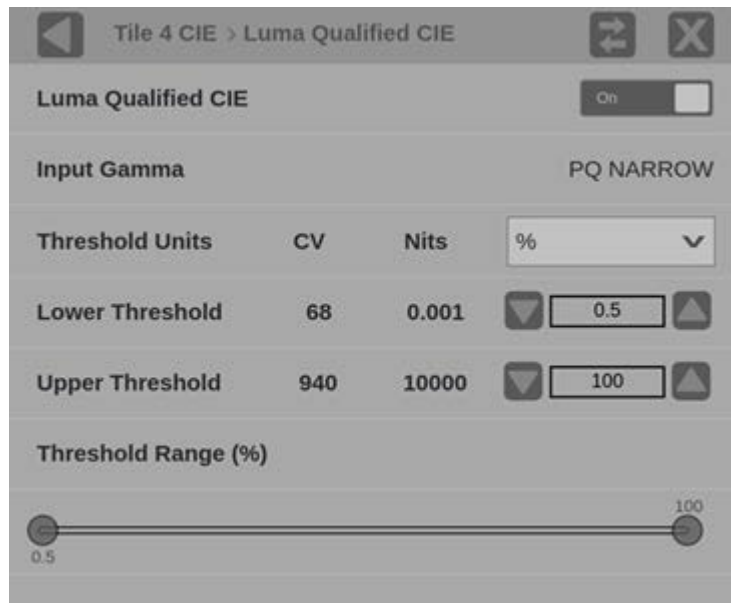 Tile 4 CIE > Luma Qualified CIE
Luma Qualified CIE On
Input Gamma PQ NARROW
Threshold Units CV Nits %
Lower Threshold 68 0.001 0.5
Upper Threshold 940 10000 100
Threshold Range (%)
100
0.5